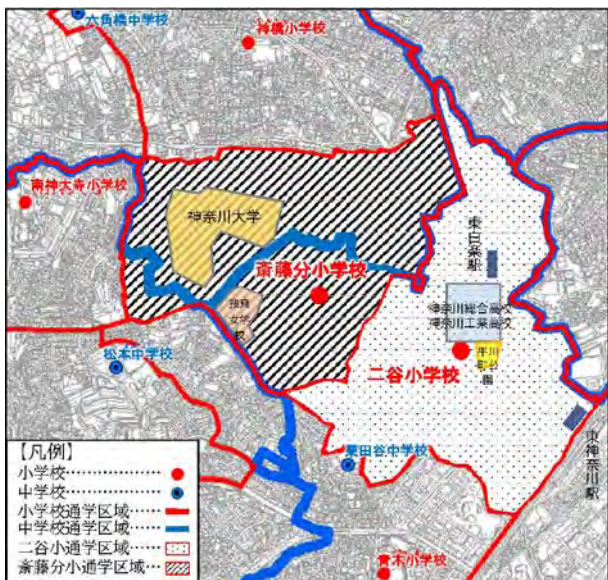 六角橋中学校
神橋小学校
南神大寺小学校
神奈川大学
東白楽駅
斎藤分小学校
神奈川総合高校
神奈川工業高校
平川町公園
二谷小学校
松本中学校
栗田谷中学校
東神奈川駅
青木小学校
【凡例】
小学校
中学校
小学校通学区域
中学校通学区域
二谷小通学区域
斎藤分小通学区域